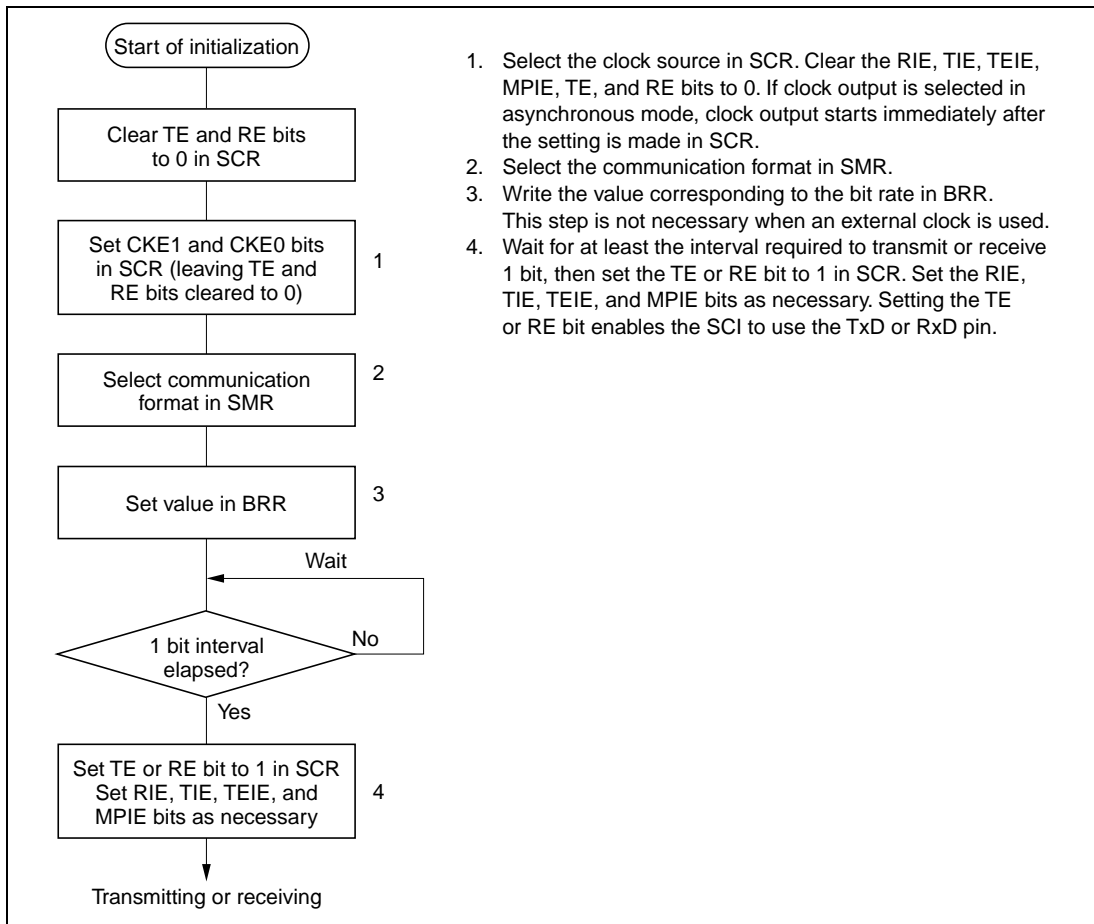 Start of initialization
Clear TE and RE bits
to 0 in SCR
Set CKE1 and CKE0 bits
in SCR (leaving TE and
RE bits cleared to 0)
1
Select communication
format in SMR
2
Set value in BRR
3
Wait
1 bit interval
elapsed?
No
Yes
Set TE or RE bit to 1 in SCR
Set RIE, TIE, TEIE, and
MPIE bits as necessary
4
Transmitting or receiving
1. Select the clock source in SCR. Clear the RIE, TIE, TEIE,
MPIE, TE, and RE bits to 0. If clock output is selected in
asynchronous mode, clock output starts immediately after
the setting is made in SCR.
2. Select the communication format in SMR.
3. Write the value corresponding to the bit rate in BRR.
This step is not necessary when an external clock is used.
4. Wait for at least the interval required to transmit or receive
1 bit, then set the TE or RE bit to 1 in SCR. Set the RIE,
TIE, TEIE, and MPIE bits as necessary. Setting the TE
or RE bit enables the SCI to use the TxD or RxD pin.